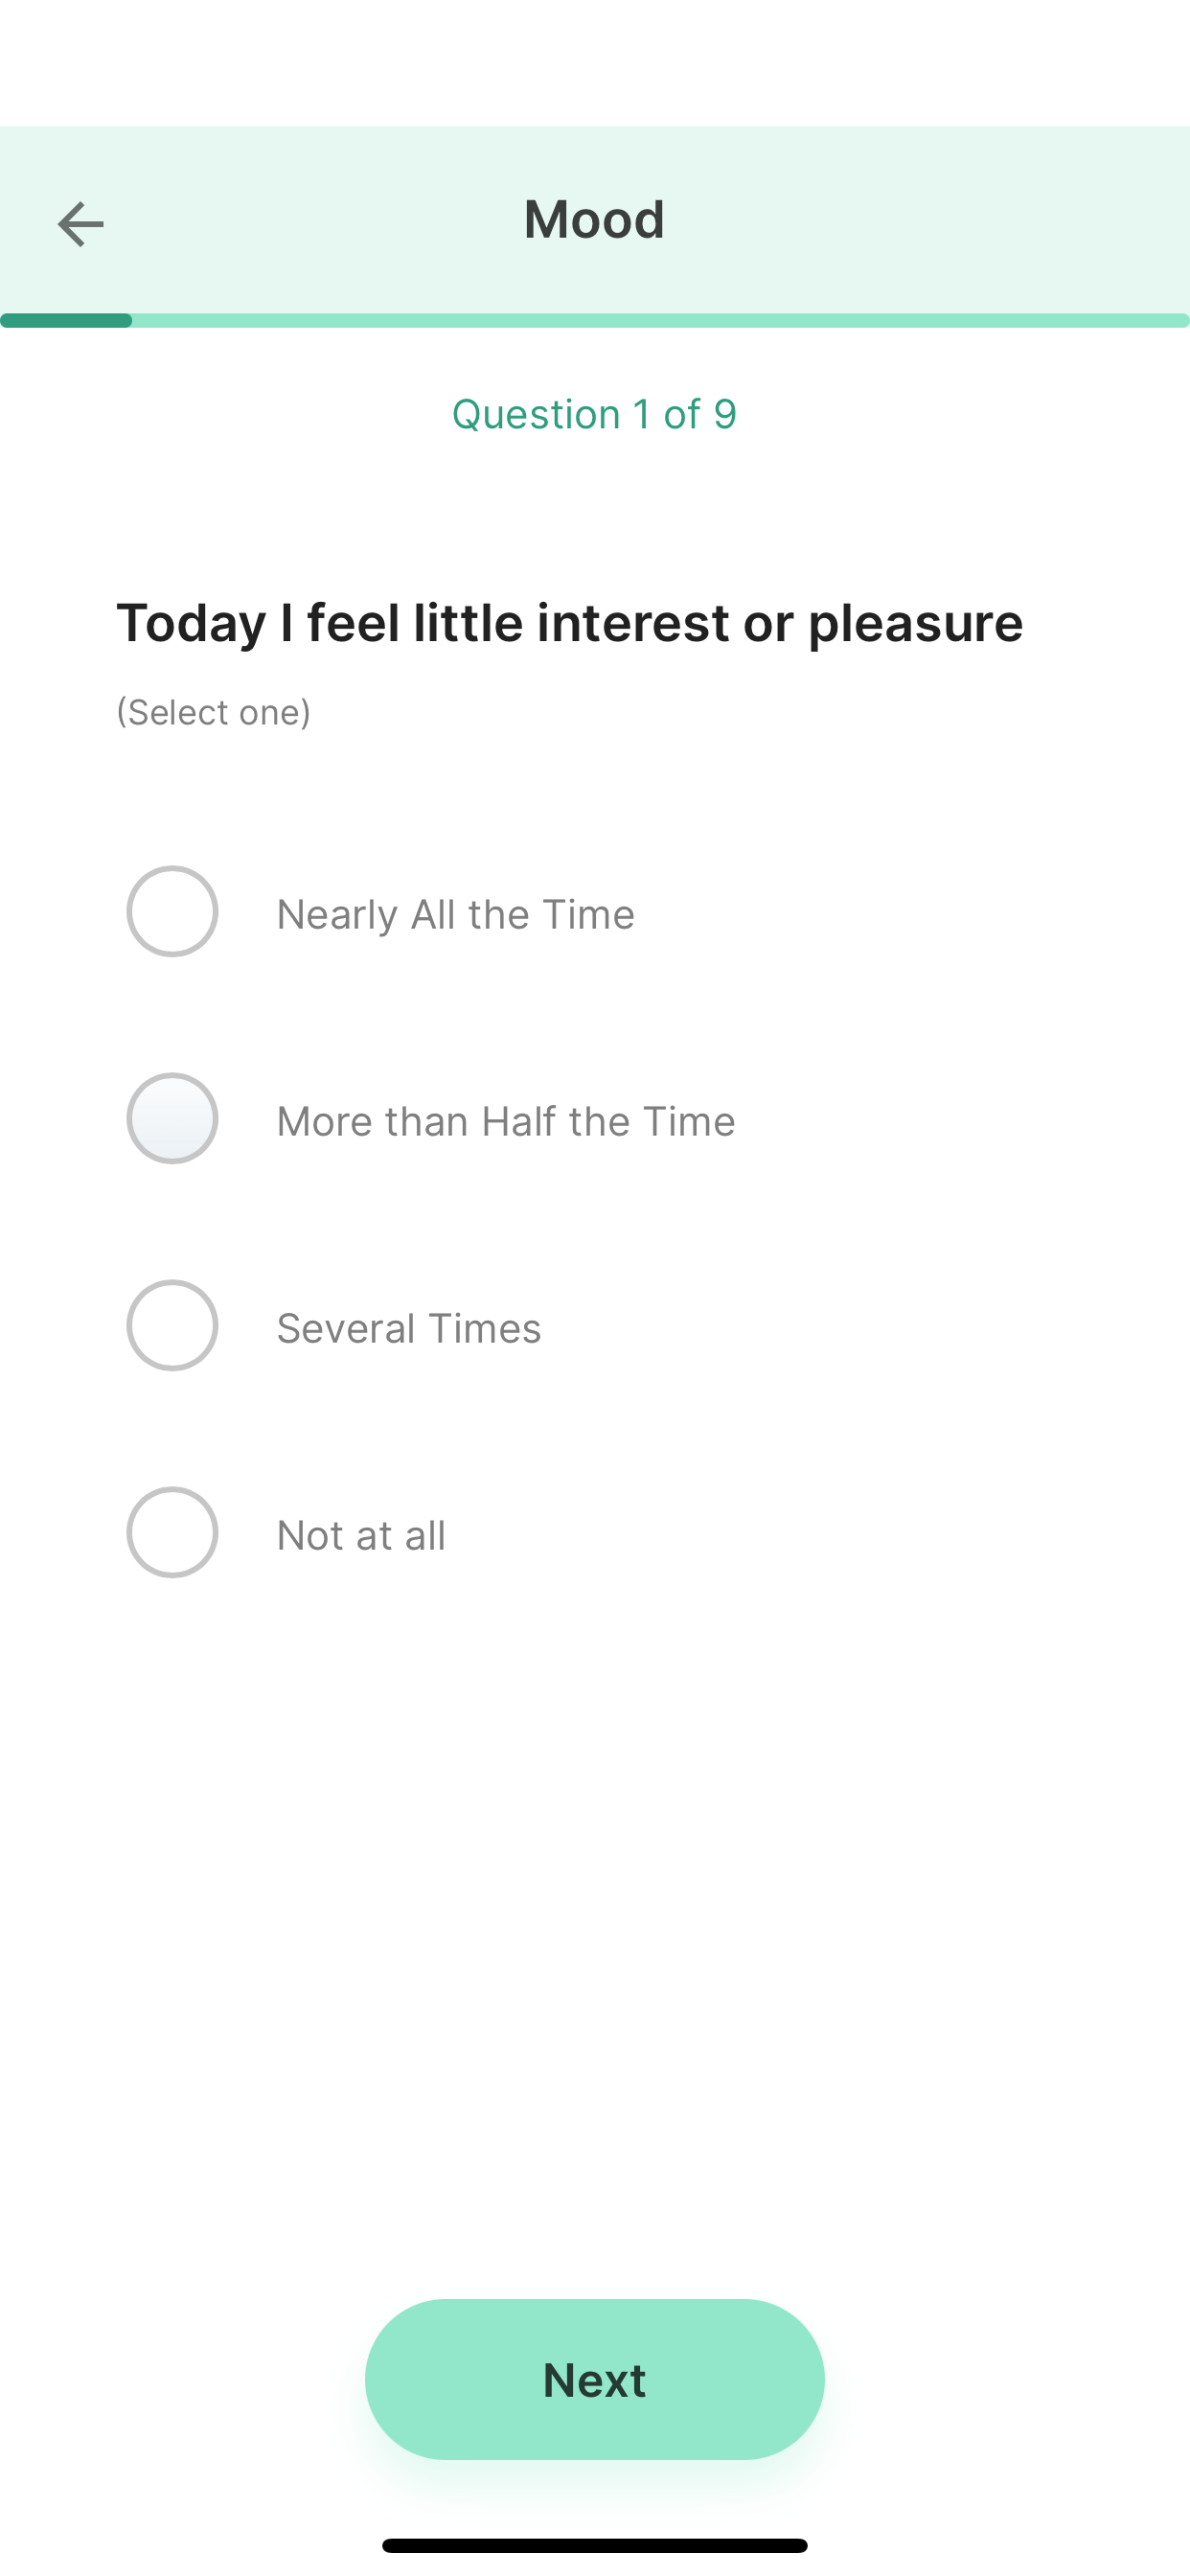 Mood
Question 1 of 9
Today I feel little interest or pleasure
(Select one)
Nearly All the Time
More than Half the Time
Several Times
Not at all
Next